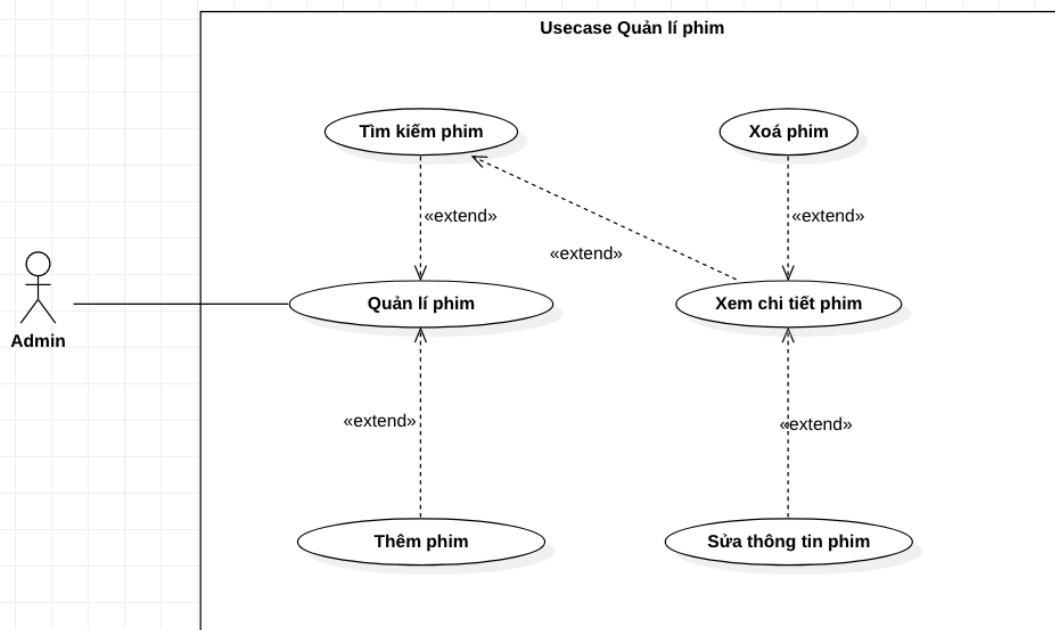 Usecase Quản lí phim
Tìm kiếm phim
Xoá phim
«extend»
«extend»
«extend»
Quản lí phim
Xem chi tiết phim
Admin
«extend»
«extend»
Thêm phim
Sửa thông tin phim